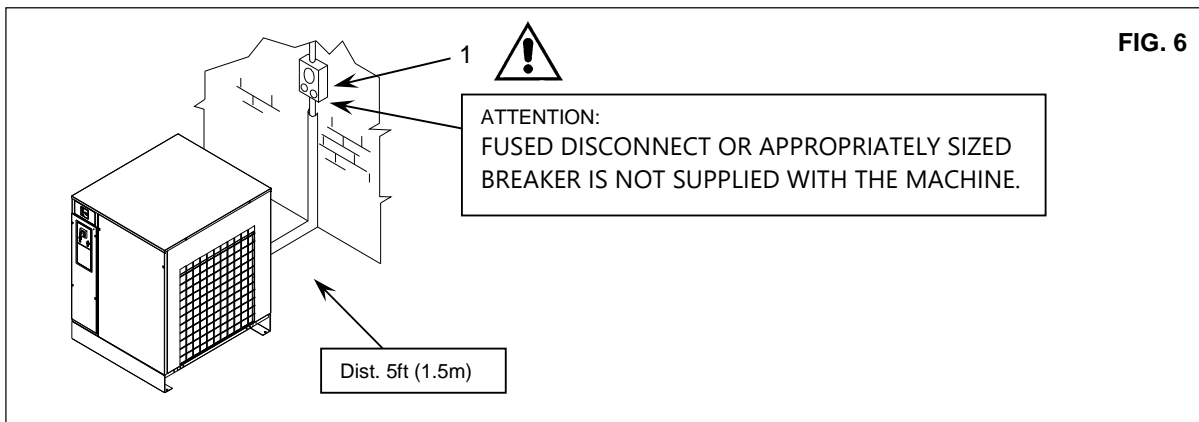 FIG. 6
1
ATTENTION:
FUSED DISCONNECT OR APPROPRIATELY SIZED
BREAKER IS NOT SUPPLIED WITH THE MACHINE.
Dist. 5ft (1.5m)